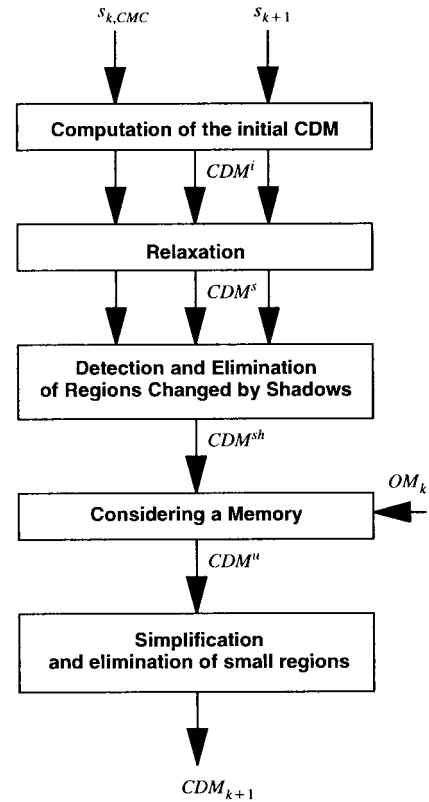 s_{k,CMC} s_{k+1}
Computation of the initial CDM
CDM^i
Relaxation
CDM^s
Detection and Elimination
of Regions Changed by Shadows
CDM^{sh}
OM_k
Considering a Memory
CDM^u
Simplification
and elimination of small regions
CDM_{k+1}